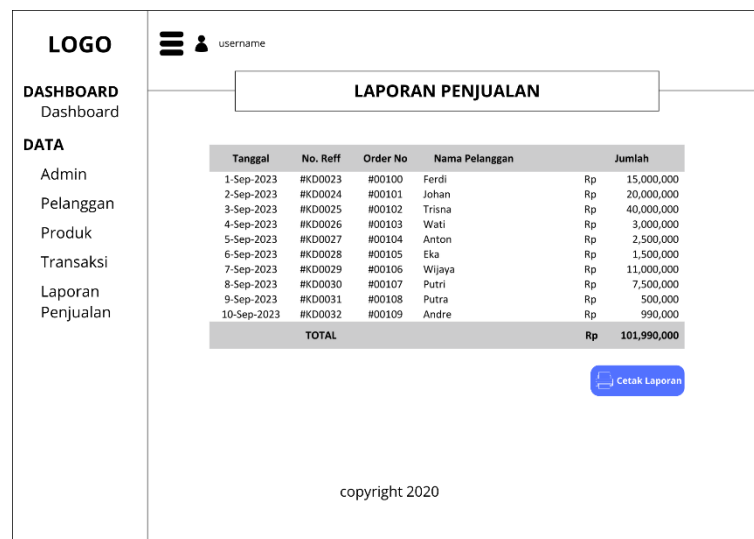 LOGO
DASHBOARD
Dashboard
DATA
Admin
Pelanggan
Produk
Transaksi
Laporan
Penjualan
username
LAPORAN PENJUALAN
Tanggal No. Reff Order No Nama Pelanggan Jumlah
1-Sep-2023 #KD0023 #00100 Ferdi Rp 15,000,000
2-Sep-2023 #KD0024 #00101 Johan Rp 20,000,000
3-Sep-2023 #KD0025 #00102 Trisna Rp 40,000,000
4-Sep-2023 #KD0026 #00103 Wati Rp 3,000,000
5-Sep-2023 #KD0027 #00104 Anton Rp 2,500,000
6-Sep-2023 #KD0028 #00105 Eka Rp 1,500,000
7-Sep-2023 #KD0029 #00106 Wijaya Rp 11,000,000
8-Sep-2023 #KD0030 #00107 Putri Rp 7,500,000
9-Sep-2023 #KD0031 #00108 Putra Rp 500,000
10-Sep-2023 #KD0032 #00109 Andre Rp 990,000
TOTAL Rp 101,990,000
Cetak Laporan
copyright 2020